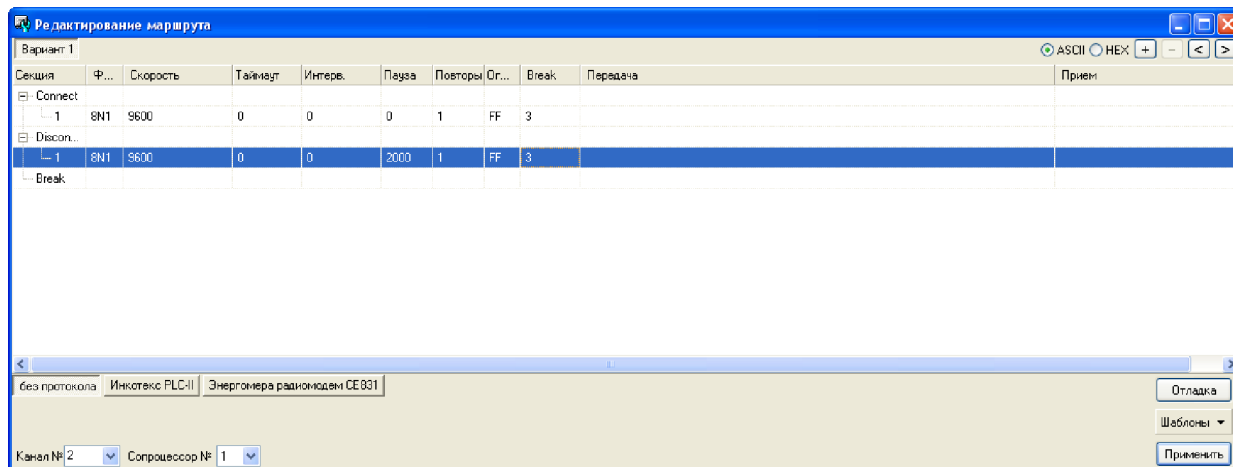 Редактирование маршрута
Вариант 1 ASCII HEX + - < >
Секция Ф... Скорость Таймаут Интерв. Пауза Повторы Ог... Break Передача Прием
Connect
1 8N1 9600 0 0 0 1 FF 3
Discon...
1 8N1 9600 0 0 2000 1 FF 3
Break
без протокола Инкотекс PLC-II Энергомера радиомодем CE831
Отладка
Шаблоны
Канал № 2 Сопроцессор № 1 Применить